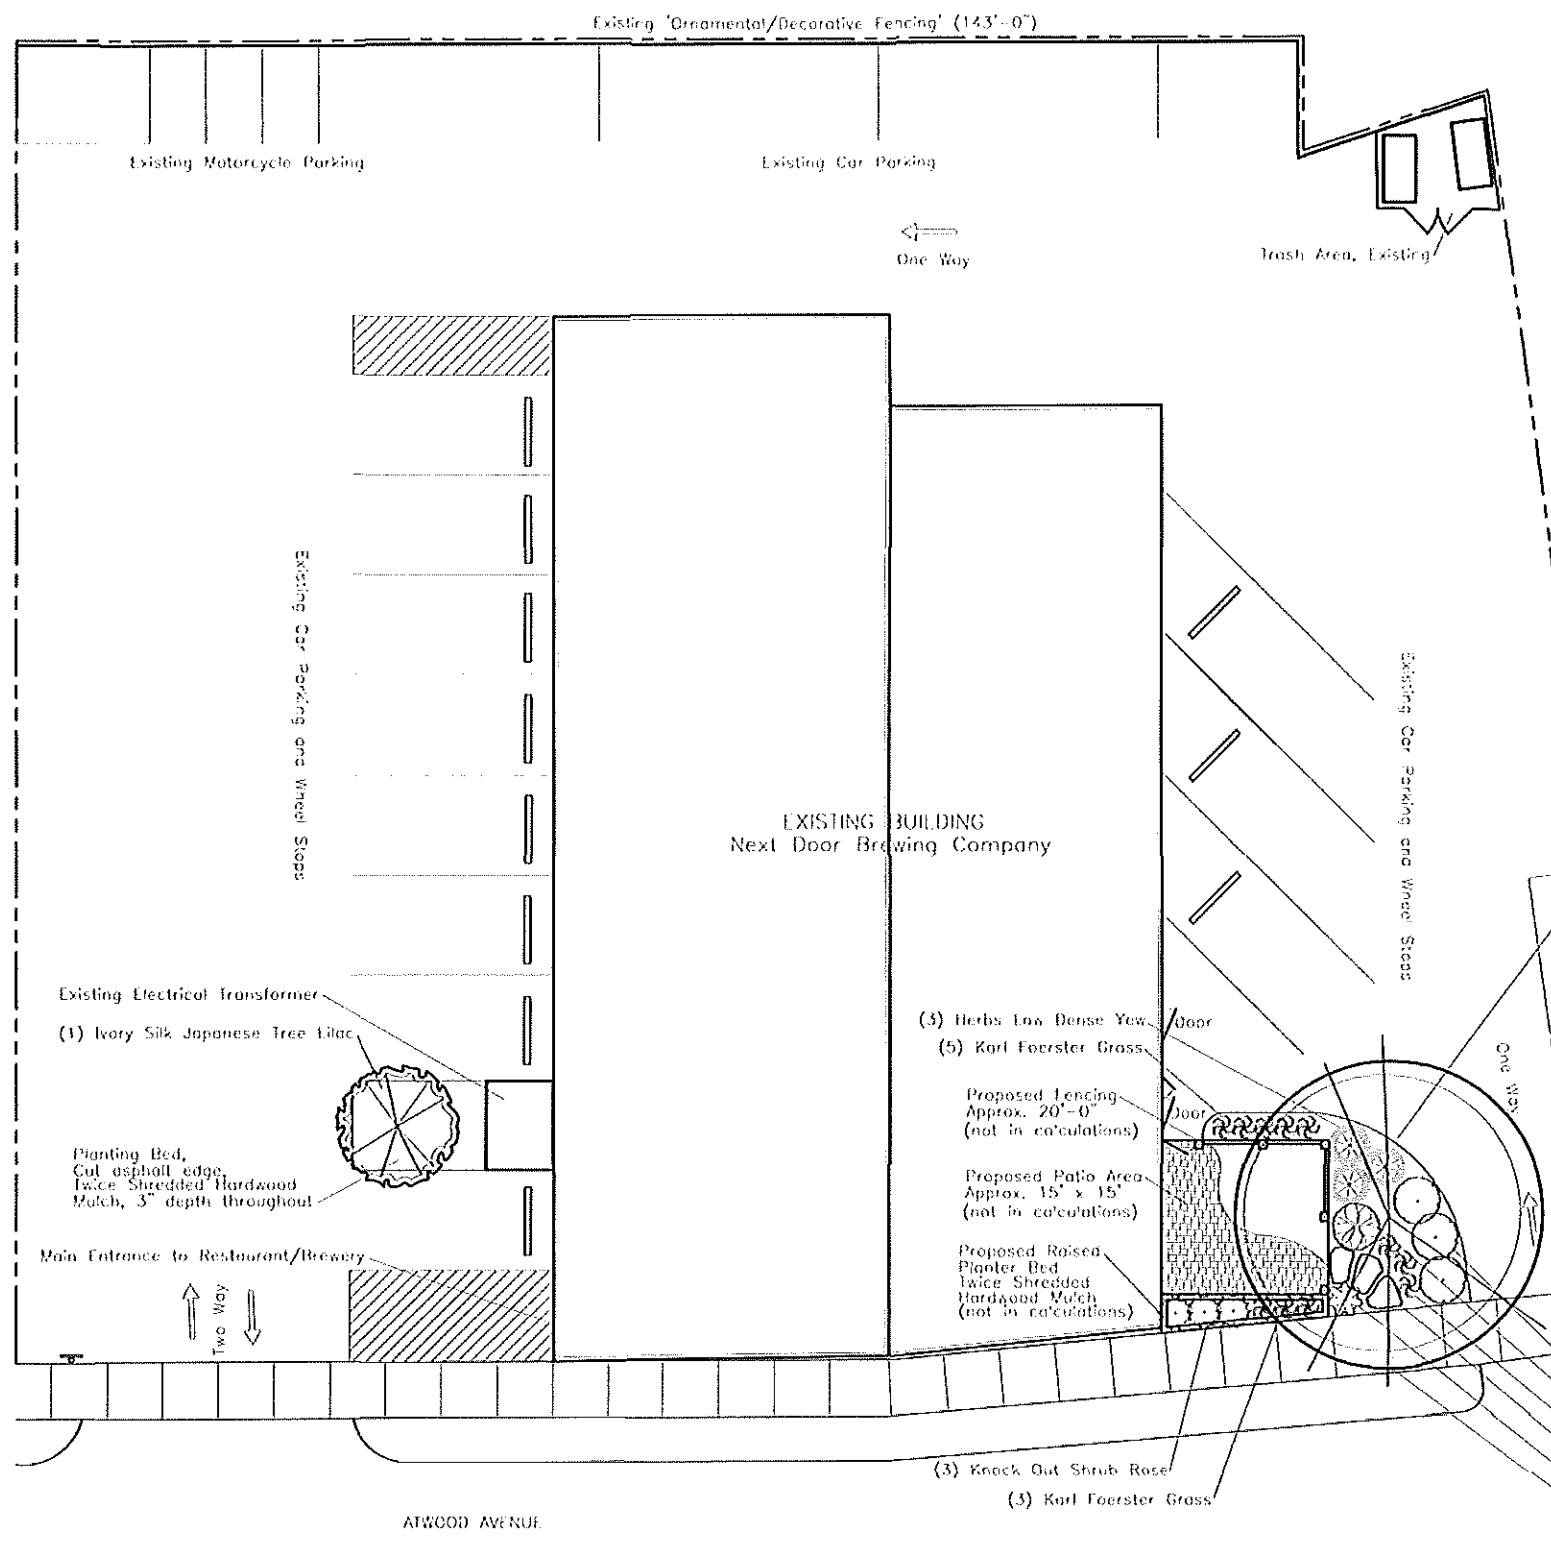 Existing 'Ornamental/Decorative Fencing' (143'-0")
Existing Motorcycle Parking
Existing Car Parking
One Way
Trash Area, Existing
Existing Car Parking and Wheel Stops
Existing Car Parking and Wheel Stops
EXISTING BUILDING
Next Door Brewing Company
Existing Electrical Transformer
(1) Ivory Silk Japanese Tree Lilac
Planting Bed,
Cut asphalt edge,
Twice Shredded Hardwood
Mulch, 3" depth throughout
Main Entrance to Restaurant/Brewery
Two Way
(3) Herbs Low Dense Yew
Door
(5) Karl Foerster Grass
One Way
Proposed Fencing
Approx. 20'-0"
(not in calculations)
Door
Proposed Patio Area
Approx. 15' x 15'
(not in calculations)
Proposed Raised
Planter Bed
Twice Shredded
Hardwood Mulch
(not in calculations)
(3) Knock Out Shrub Rose
(3) Karl Foerster Grass
ATWOOD AVENUE